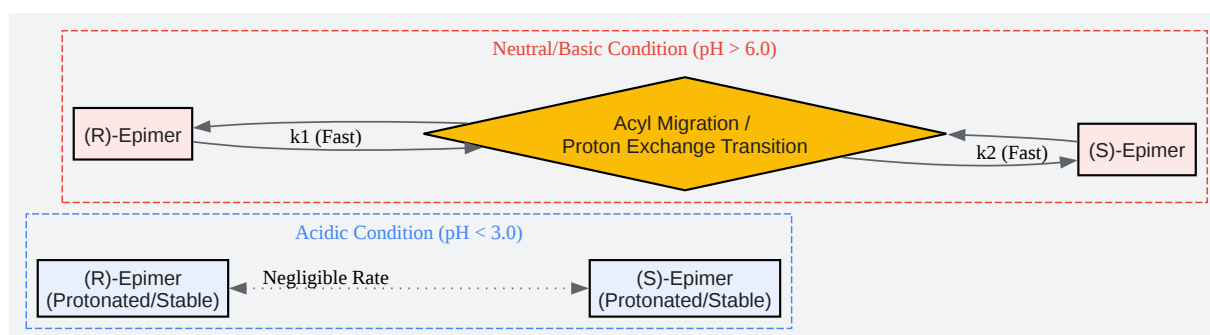 Neutral/Basic Condition (pH > 6.0)
(R)-Epimer
k1 (Fast)
Acyl Migration /
Proton Exchange Transition
k2 (Fast)
(S)-Epimer
Acidic Condition (pH < 3.0)
(R)-Epimer
(Protonated/Stable)
Negligible Rate
(S)-Epimer
(Protonated/Stable)